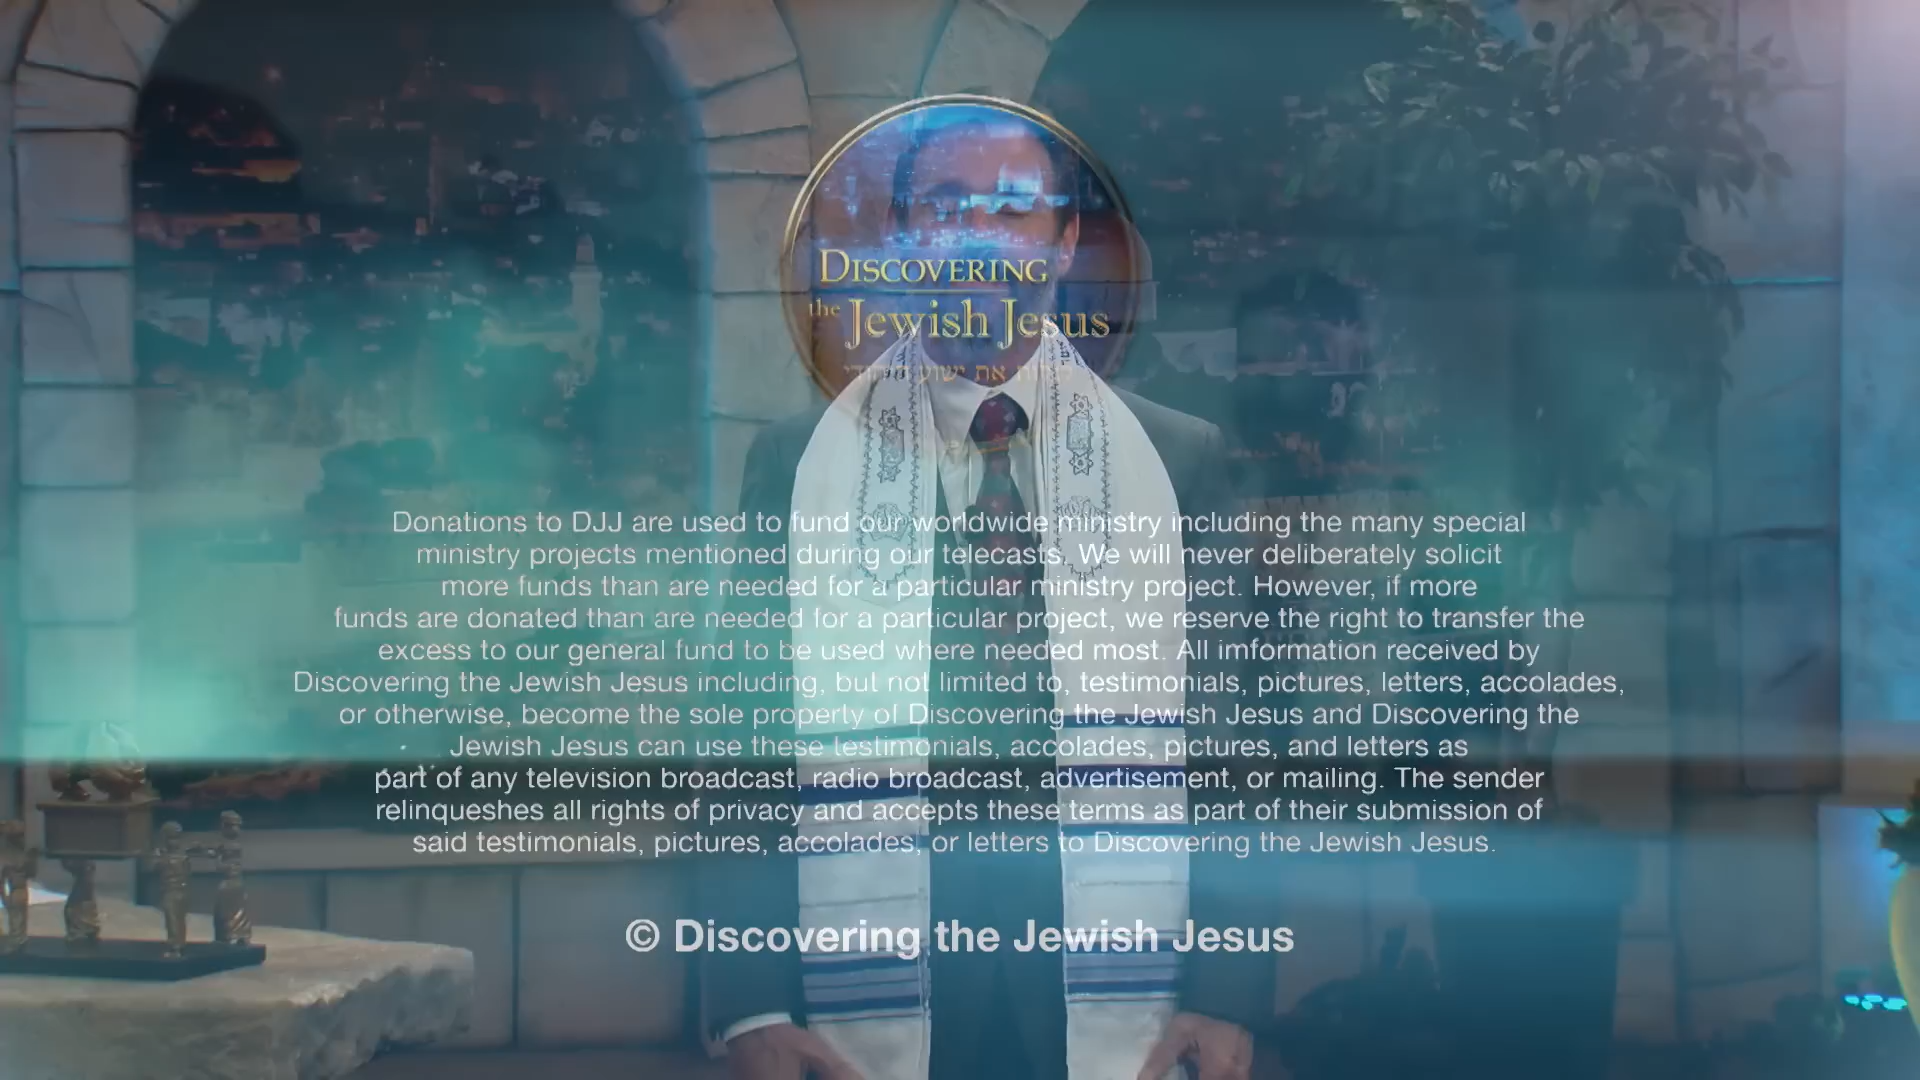 DISCOVERING
the Jewish Jesus
את ישוע
Donations to DJJ are used to fund our worldwide ministry including the many special
ministry projects mentioned during our telecasts. We will never deliberately solicit
more funds than are needed for a particular ministry project. However, if more
funds are donated than are needed for a particular project, we reserve the right to transfer the
excess to our general fund to be used where needed most. All imformation received by
Discovering the Jewish Jesus including, but not limited to, testimonials, pictures, letters, accolades,
or otherwise, become the sole property of Discovering the Jewish Jesus and Discovering the
Jewish Jesus can use these testimonials, accolades, pictures, and letters as
part of any television broadcast, radio broadcast, advertisement, or mailing. The sender
relinqueshes all rights of privacy and accepts these terms as part of their submission of
said testimonials, pictures, accolades, or letters to Discovering the Jewish Jesus.
© Discovering the Jewish Jesus